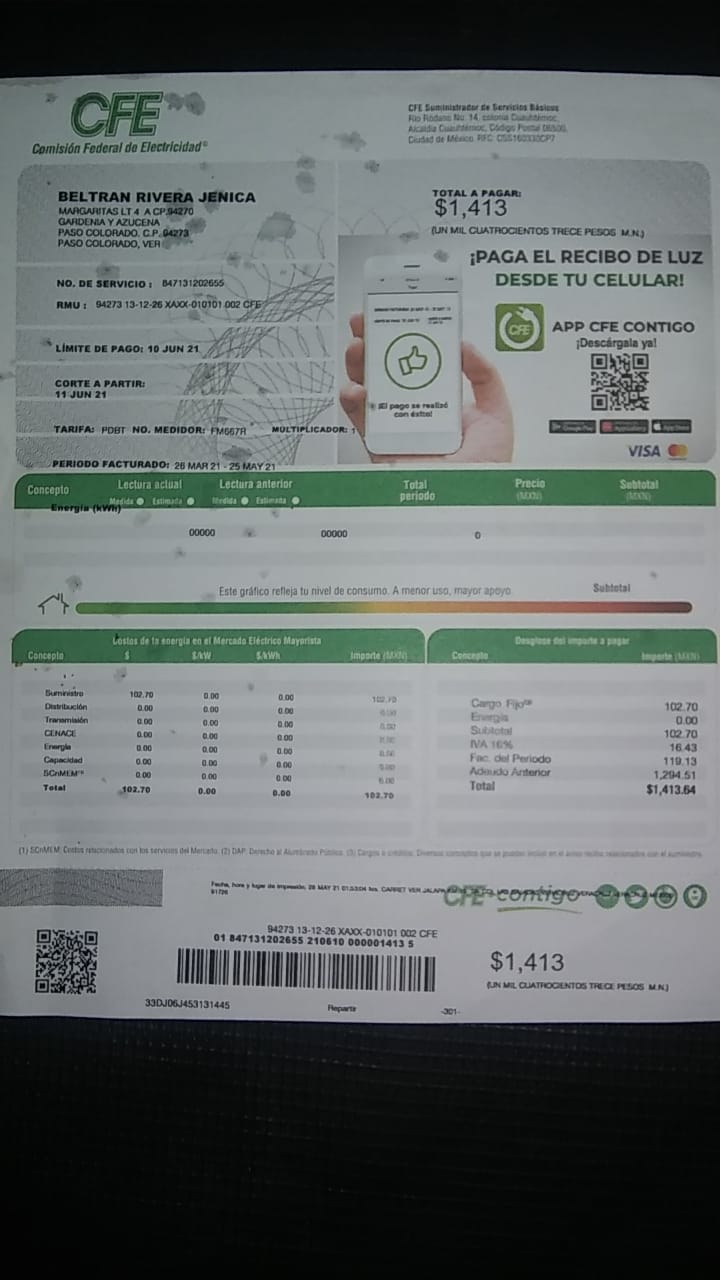 CFE
Comisión Federal de Electricidad®
CFE Suministrador de Servicios Básicos
Río Ródano No. 14, colonia Cuauhtémoc,
Alcaldía Cuauhtémoc, Código Postal 06500,
Ciudad de México. RFC: CSS160330CP7
BELTRAN RIVERA JENICA
MARGARITAS LT 4 A CP.94270
GARDENIA Y AZUCENA
PASO COLORADO. C.P. 94273
PASO COLORADO, VER
TOTAL A PAGAR:
$1,413
(UN MIL CUATROCIENTOS TRECE PESOS M.N.)
¡PAGA EL RECIBO DE LUZ
DESDE TU CELULAR!
CFE
APP CFE CONTIGO
¡Descárgala ya!
¡El pago se realizó
con éxito!
Google Play
AppGallery
App Store
VISA
NO. DE SERVICIO : 847131202655
RMU : 94273 13-12-26 XAXX-010101 002 CFE
LÍMITE DE PAGO: 10 JUN 21
CORTE A PARTIR:
11 JUN 21
TARIFA: PDBT NO. MEDIDOR: FM667R MULTIPLICADOR: 1
PERIODO FACTURADO: 26 MAR 21 - 25 MAY 21
Concepto Lectura actual Lectura anterior Total periodo Precio (MXN) Subtotal (MXN)
Medida Estimada Medida Estimada
Energía (kWh)
00000 00000 0
Este gráfico refleja tu nivel de consumo. A menor uso, mayor apoyo. Subtotal
Costos de la energía en el Mercado Eléctrico Mayorista
Concepto $ $/kW $/kWh Importe (MXN)
Suministro 102.70 0.00 0.00 102.70
Distribución 0.00 0.00 0.00 0.00
Transmisión 0.00 0.00 0.00 0.00
CENACE 0.00 0.00 0.00 0.00
Energía 0.00 0.00 0.00 0.00
Capacidad 0.00 0.00 0.00 0.00
SCnMEM⁽¹⁾ 0.00 0.00 0.00 0.00
Total 102.70 0.00 0.00 102.70
Desglose del importe a pagar
Concepto Importe (MXN)
Cargo Fijo 102.70
Energía 0.00
Subtotal 102.70
IVA 16% 16.43
Fac. del Periodo 119.13
Adeudo Anterior 1,294.51
Total $1,413.64
(1) SCnMEM: Costos relacionados con los servicios del Mercado. (2) DAP: Derecho al Alumbrado Público. (3) Cargos o créditos: Diversos conceptos que se pueden incluir en el aviso recibo relacionados con el suministro
Fecha, hora y lugar de impresión, 28 MAY 21 01:53:04 hrs. CARRET VER JALAPA
91726
CFE contigo
94273 13-12-26 XAXX-010101 002 CFE
01 847131202655 210610 000001413 5
33DJ06J453131445
Repartir
-301-
$1,413
(UN MIL CUATROCIENTOS TRECE PESOS M.N.)